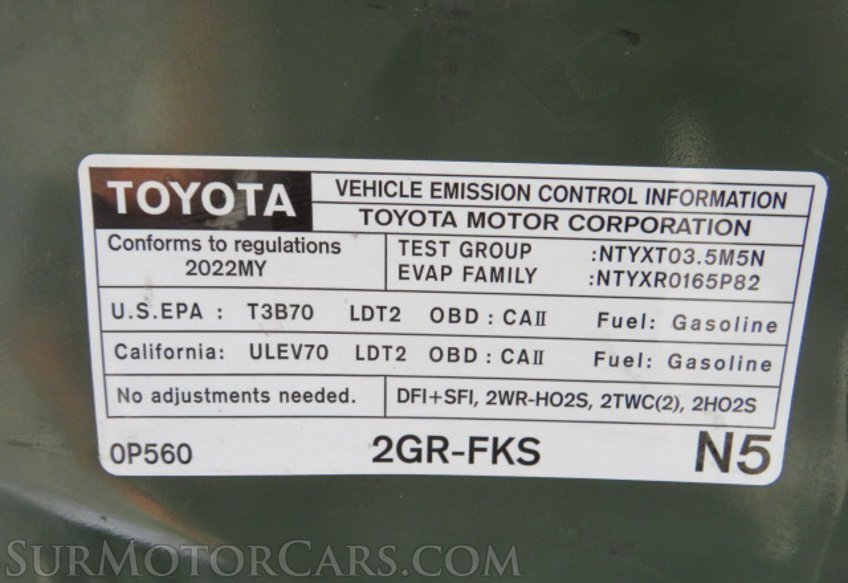 TOYOTA
VEHICLE EMISSION CONTROL INFORMATION
TOYOTA MOTOR CORPORATION
Conforms to regulations
2022MY
TEST GROUP :NTYXT03.5M5N
EVAP FAMILY :NTYXR0165P82
U.S.EPA : T3B70 LDT2 OBD : CAII Fuel: Gasoline
California: ULEV70 LDT2 OBD : CAII Fuel: Gasoline
No adjustments needed.
DFI+SFI, 2WR-HO2S, 2TWC(2), 2HO2S
0P560 2GR-FKS N5
SURMOTORCARS.COM